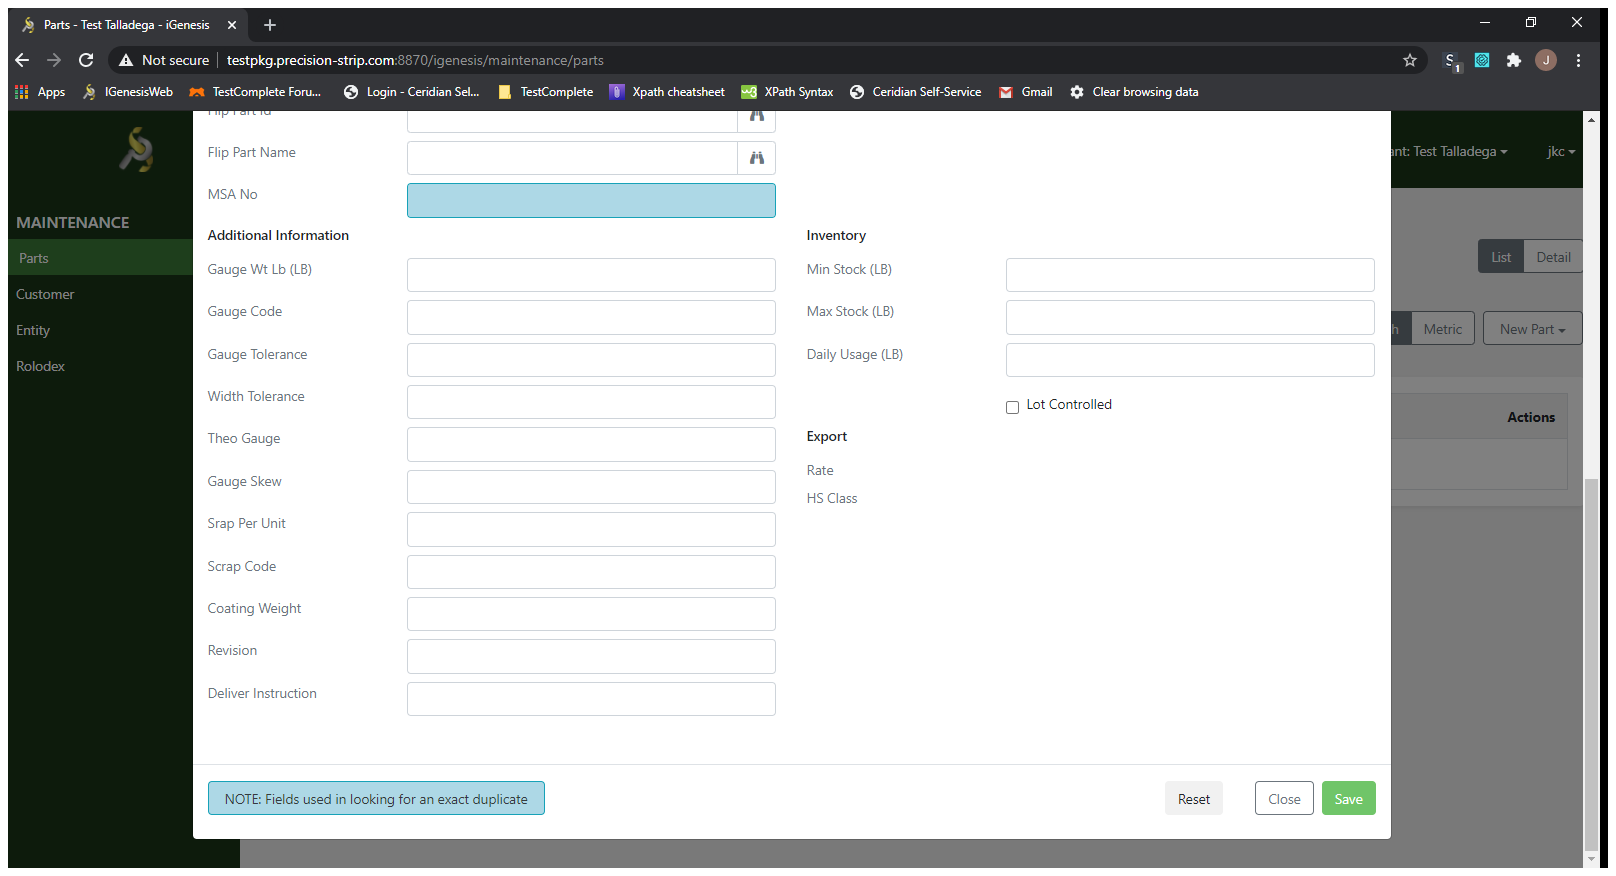 Parts - Test Talladega - iGenesis
Not secure testpkg.precision-strip.com:8870/igenesis/maintenance/parts
S 1 J
Apps IGenesisWeb TestComplete Foru... Login - Ceridian Sel... TestComplete Xpath cheatsheet XPath Syntax Ceridian Self-Service Gmail Clear browsing data
Flip Part Id
ant: Test Talladega jkc
Flip Part Name
MSA No
MAINTENANCE
Parts
Customer
Entity
Rolodex
Additional Information
Gauge Wt Lb (LB)
Gauge Code
Gauge Tolerance
Width Tolerance
Theo Gauge
Gauge Skew
Srap Per Unit
Scrap Code
Coating Weight
Revision
Deliver Instruction
Inventory
Min Stock (LB)
Max Stock (LB)
Daily Usage (LB)
Lot Controlled
Export
Rate
HS Class
List Detail
h Metric New Part
Actions
NOTE: Fields used in looking for an exact duplicate
Reset Close Save